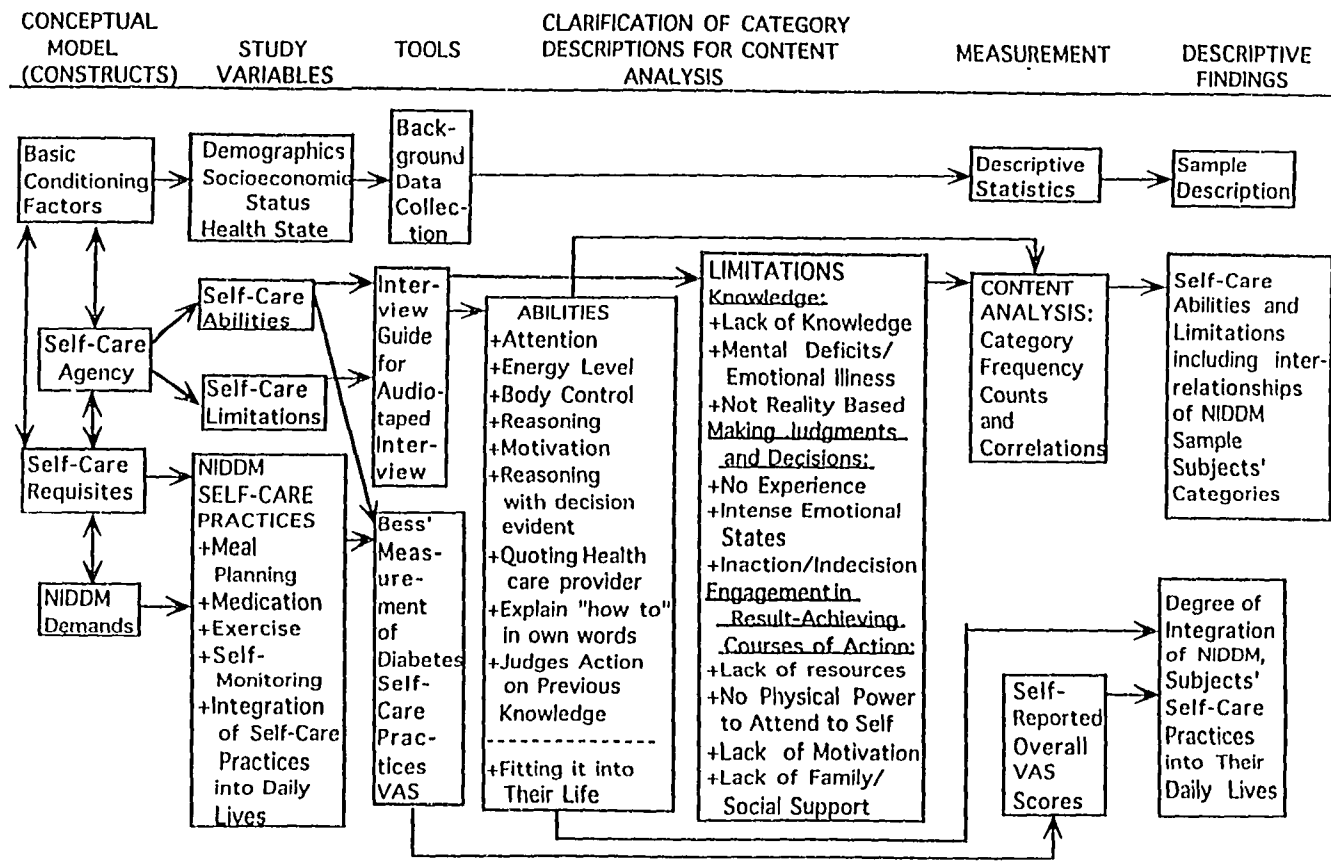 CONCEPTUAL
MODEL
(CONSTRUCTS)
STUDY
VARIABLES
TOOLS
CLARIFICATION OF CATEGORY
DESCRIPTIONS FOR CONTENT
ANALYSIS
MEASUREMENT
DESCRIPTIVE
FINDINGS
Basic
Conditioning
Factors
Demographics
Socioeconomic
Status
Health State
Back-
ground
Data
Collec-
tion
Descriptive
Statistics
Sample
Description
Self-Care
Agency
Self-Care
Abilities
Self-Care
Limitations
Inter-
view
Guide
for
Audio-
taped
Inter-
view
ABILITIES
+Attention
+Energy Level
+Body Control
+Reasoning
+Motivation
+Reasoning
with decision
evident
+Quoting Health
care provider
+Explain "how to"
in own words
+Judges Action
on Previous
Knowledge
+Fitting it into
Their Life
LIMITATIONS
Knowledge:
+Lack of Knowledge
+Mental Deficits/
Emotional Illness
+Not Reality Based
Making Judgments
and Decisions:
+No Experience
+Intense Emotional
States
+Inaction/Indecision
Engagement in
Result-Achieving
Courses of Action:
+Lack of resources
+No Physical Power
to Attend to Self
+Lack of Motivation
+Lack of Family/
Social Support
CONTENT
ANALYSIS:
Category
Frequency
Counts
and
Correlations
Self-Care
Abilities and
Limitations
including inter-
relationships
of NIDDM
Sample
Subjects'
Categories
Self-Care
Requisites
NIDDM
Demands
NIDDM
SELF-CARE
PRACTICES
+Meal
Planning
+Medication
+Exercise
+Self-
Monitoring
+Integration
of Self-Care
Practices
into Daily
Lives
Bess'
Meas-
ure-
ment
of
Diabetes
Self-
Care
Prac-
tices
VAS
Self-
Reported
Overall
VAS
Scores
Degree of
Integration
of NIDDM,
Subjects'
Self-Care
Practices
into Their
Daily Lives